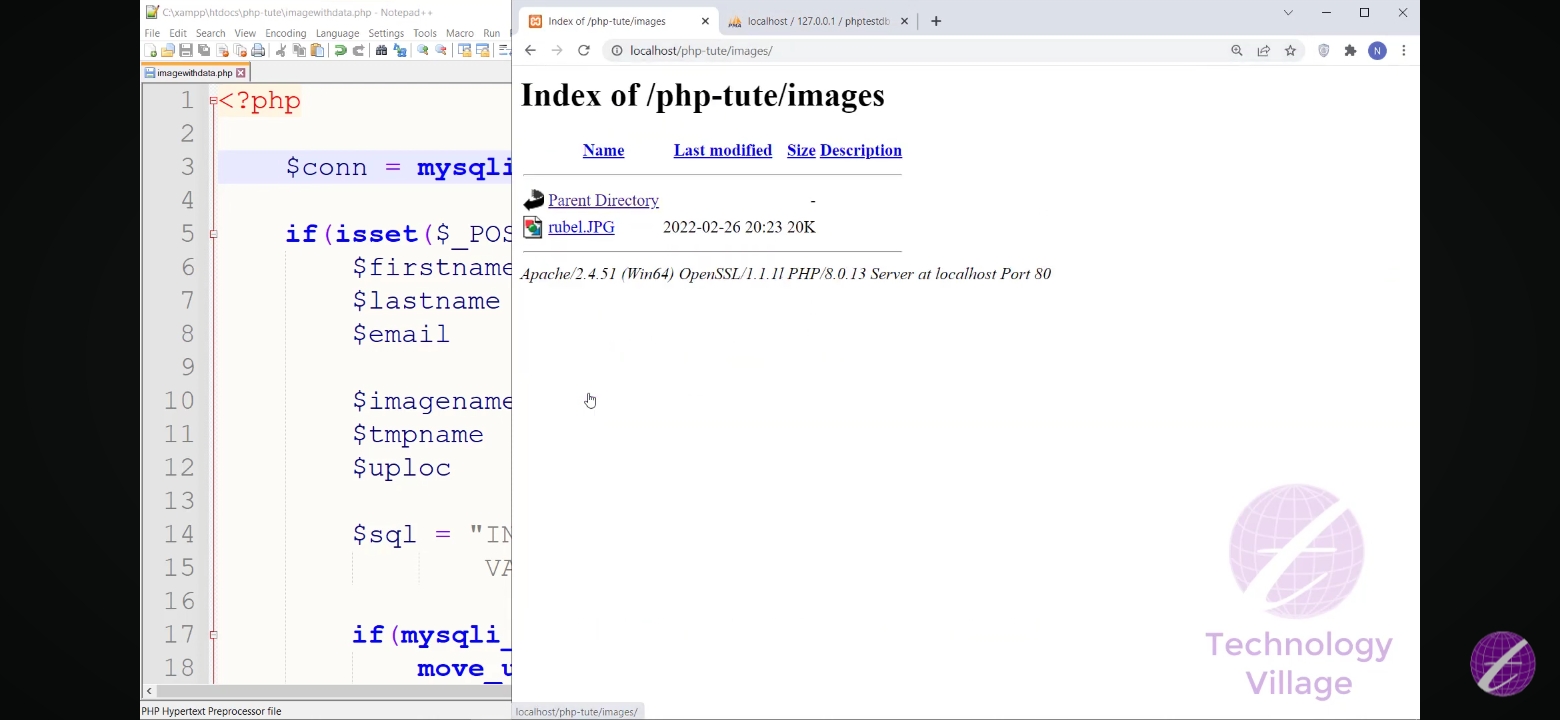 C:\xampp\htdocs\php-tute\imagewithdata.php - Notepad++
File Edit Search View Encoding Language Settings Tools Macro Run
imagewithdata.php
1 <?php
2
3 $conn = mysqli
4
5 if(isset($_POS
6 $firstname
7 $lastname
8 $email
9
10 $imagename
11 $tmpname
12 $uploc
13
14 $sql = "IN
15 VA
16
17 if(mysqli_
18 move_u
PHP Hypertext Preprocessor file
Index of /php-tute/images
localhost / 127.0.0.1 / phptestdb
localhost/php-tute/images/
N
Index of /php-tute/images
Name Last modified Size Description
Parent Directory -
rubel.JPG 2022-02-26 20:23 20K
Apache/2.4.51 (Win64) OpenSSL/1.1.1l PHP/8.0.13 Server at localhost Port 80
Technology
Village
localhost/php-tute/images/